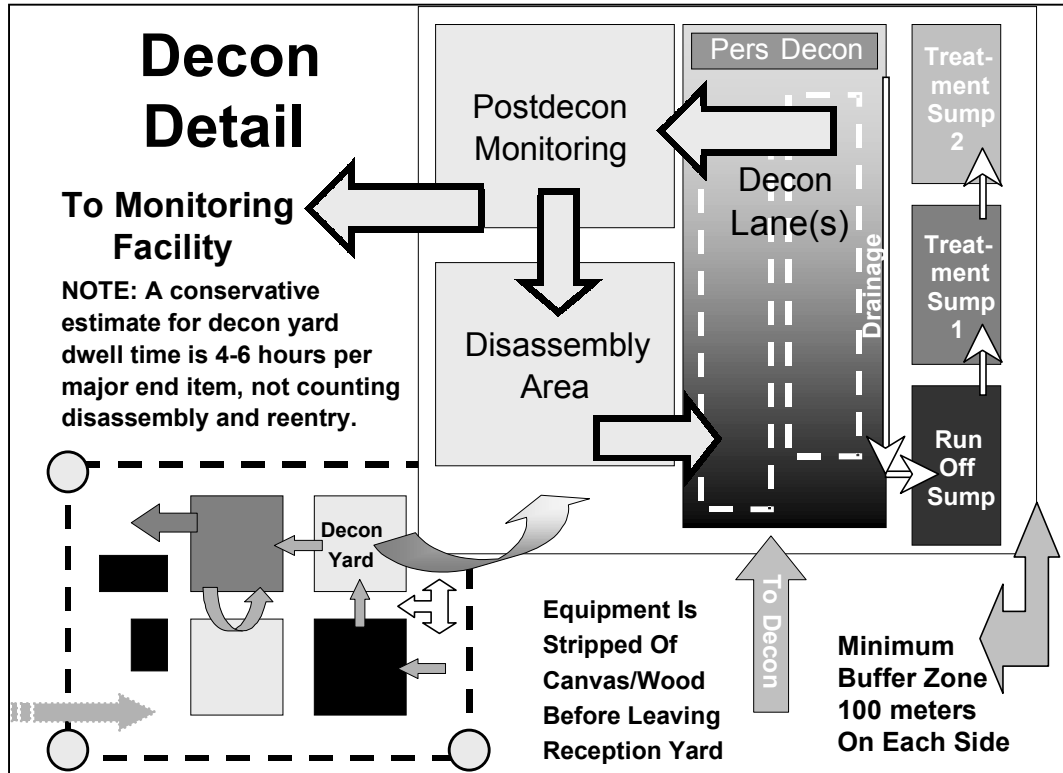 Decon
Detail
To Monitoring
Facility
NOTE: A conservative
estimate for decon yard
dwell time is 4-6 hours per
major end item, not counting
disassembly and reentry.
Postdecon
Monitoring
Disassembly
Area
Pers Decon
Decon
Lane(s)
Drainage
Treat-
ment
Sump
2
Treat-
ment
Sump
1
Run
Off
Sump
Decon
Yard
To Decon
Equipment Is
Stripped Of
Canvas/Wood
Before Leaving
Reception Yard
Minimum
Buffer Zone
100 meters
On Each Side